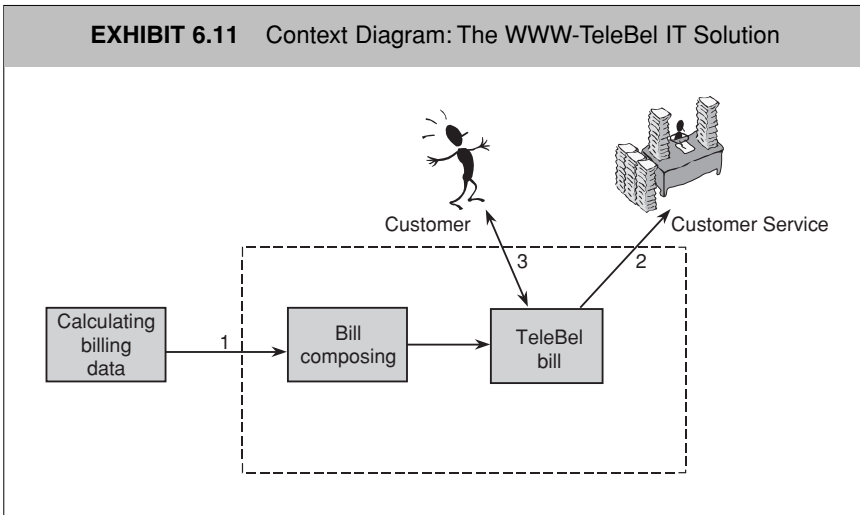 EXHIBIT 6.11 Context Diagram: The WWW-TeleBel IT Solution
Customer
Customer Service
3
2
Calculating
billing
data
1
Bill
composing
TeleBel
bill